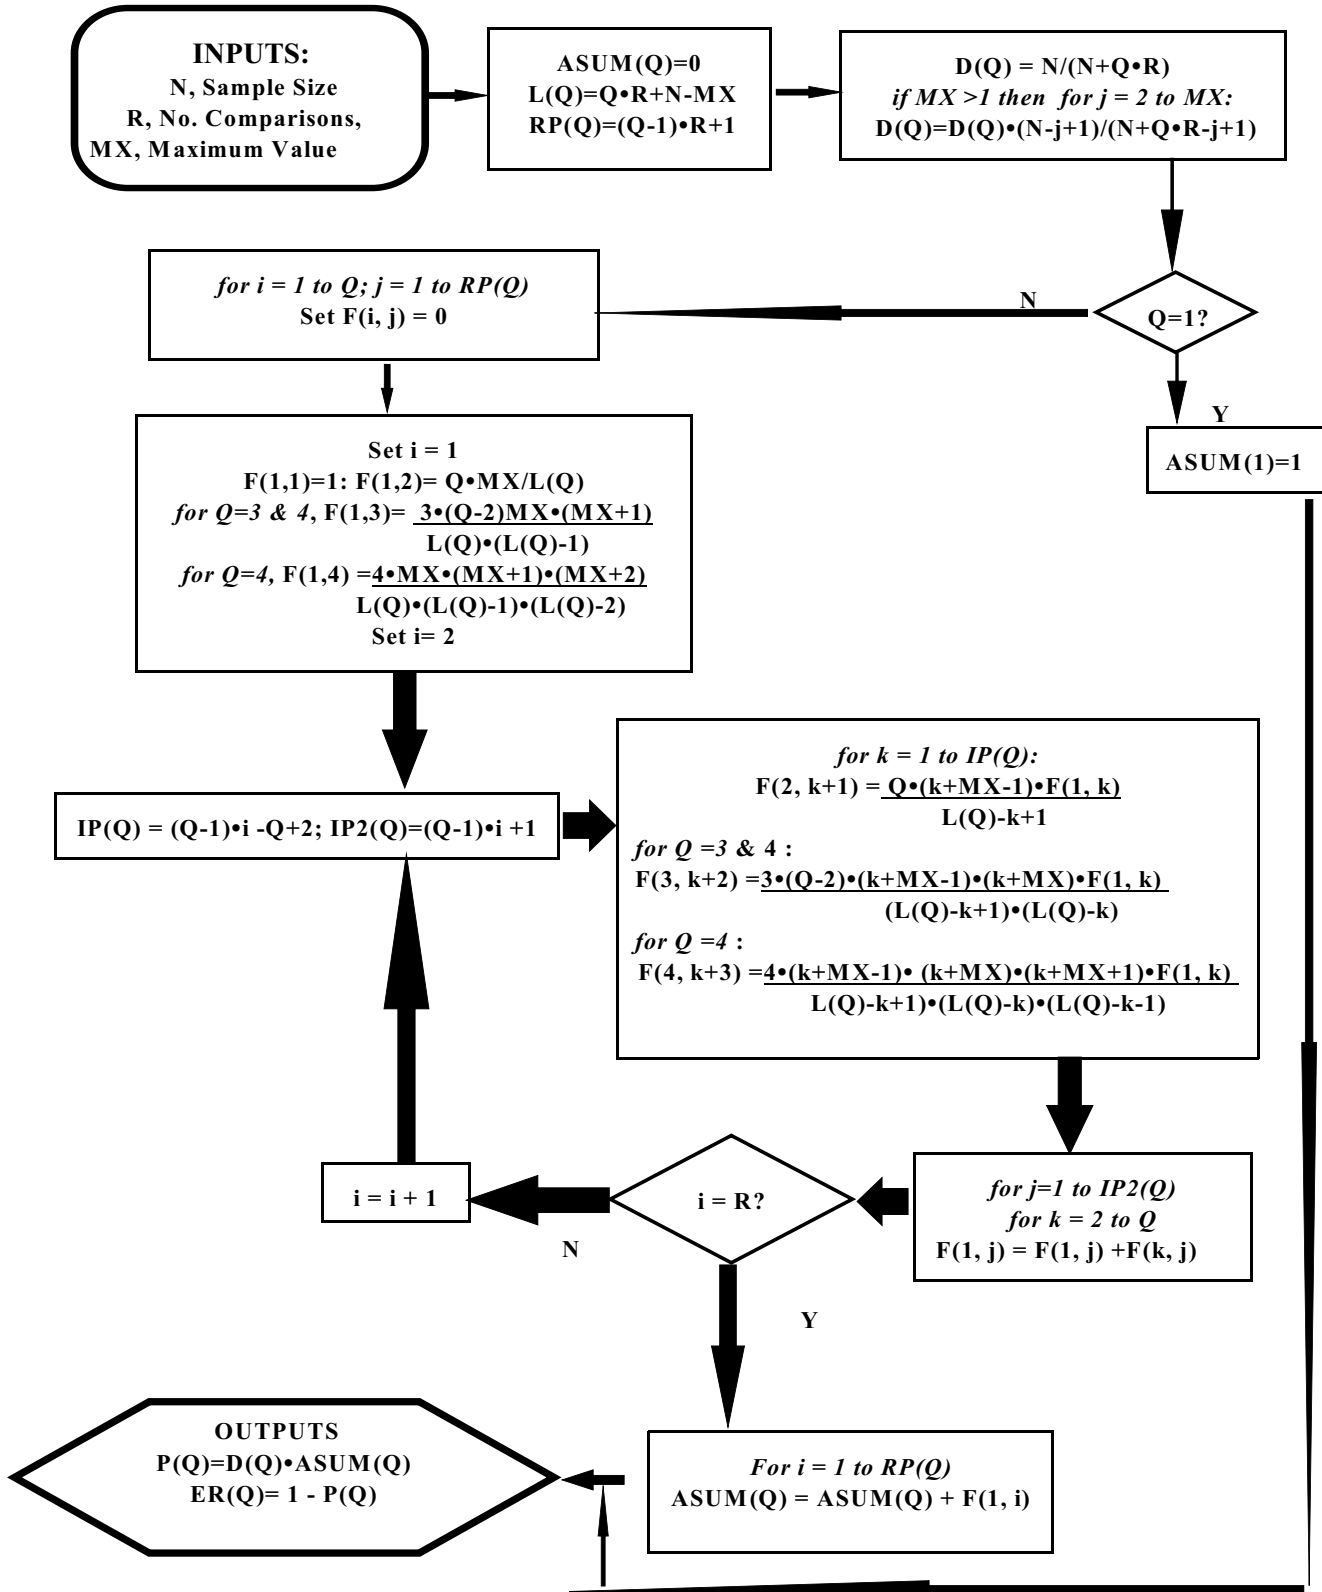 INPUTS:
N, Sample Size
R, No. Comparisons,
MX, Maximum Value
ASUM(Q)=0
L(Q)=Q•R+N-MX
RP(Q)=(Q-1)•R+1
D(Q) = N/(N+Q•R)
if MX >1 then for j = 2 to MX:
D(Q)=D(Q)•(N-j+1)/(N+Q•R-j+1)
Q=1?
N
Y
ASUM(1)=1
for i = 1 to Q; j = 1 to RP(Q)
Set F(i, j) = 0
Set i = 1
F(1,1)=1: F(1,2)= Q•MX/L(Q)
for Q=3 & 4, F(1,3)= 3•(Q-2)MX•(MX+1)
L(Q)•(L(Q)-1)
for Q=4, F(1,4) =4•MX•(MX+1)•(MX+2)
L(Q)•(L(Q)-1)•(L(Q)-2)
Set i= 2
IP(Q) = (Q-1)•i -Q+2; IP2(Q)=(Q-1)•i +1
for k = 1 to IP(Q):
F(2, k+1) = Q•(k+MX-1)•F(1, k)
L(Q)-k+1
for Q =3 & 4 :
F(3, k+2) =3•(Q-2)•(k+MX-1)•(k+MX)•F(1, k)
(L(Q)-k+1)•(L(Q)-k)
for Q =4 :
F(4, k+3) =4•(k+MX-1)• (k+MX)•(k+MX+1)•F(1, k)
L(Q)-k+1)•(L(Q)-k)•(L(Q)-k-1)
for j=1 to IP2(Q)
for k = 2 to Q
F(1, j) = F(1, j) +F(k, j)
i = R?
N
i = i + 1
Y
For i = 1 to RP(Q)
ASUM(Q) = ASUM(Q) + F(1, i)
OUTPUTS
P(Q)=D(Q)•ASUM(Q)
ER(Q)= 1 - P(Q)